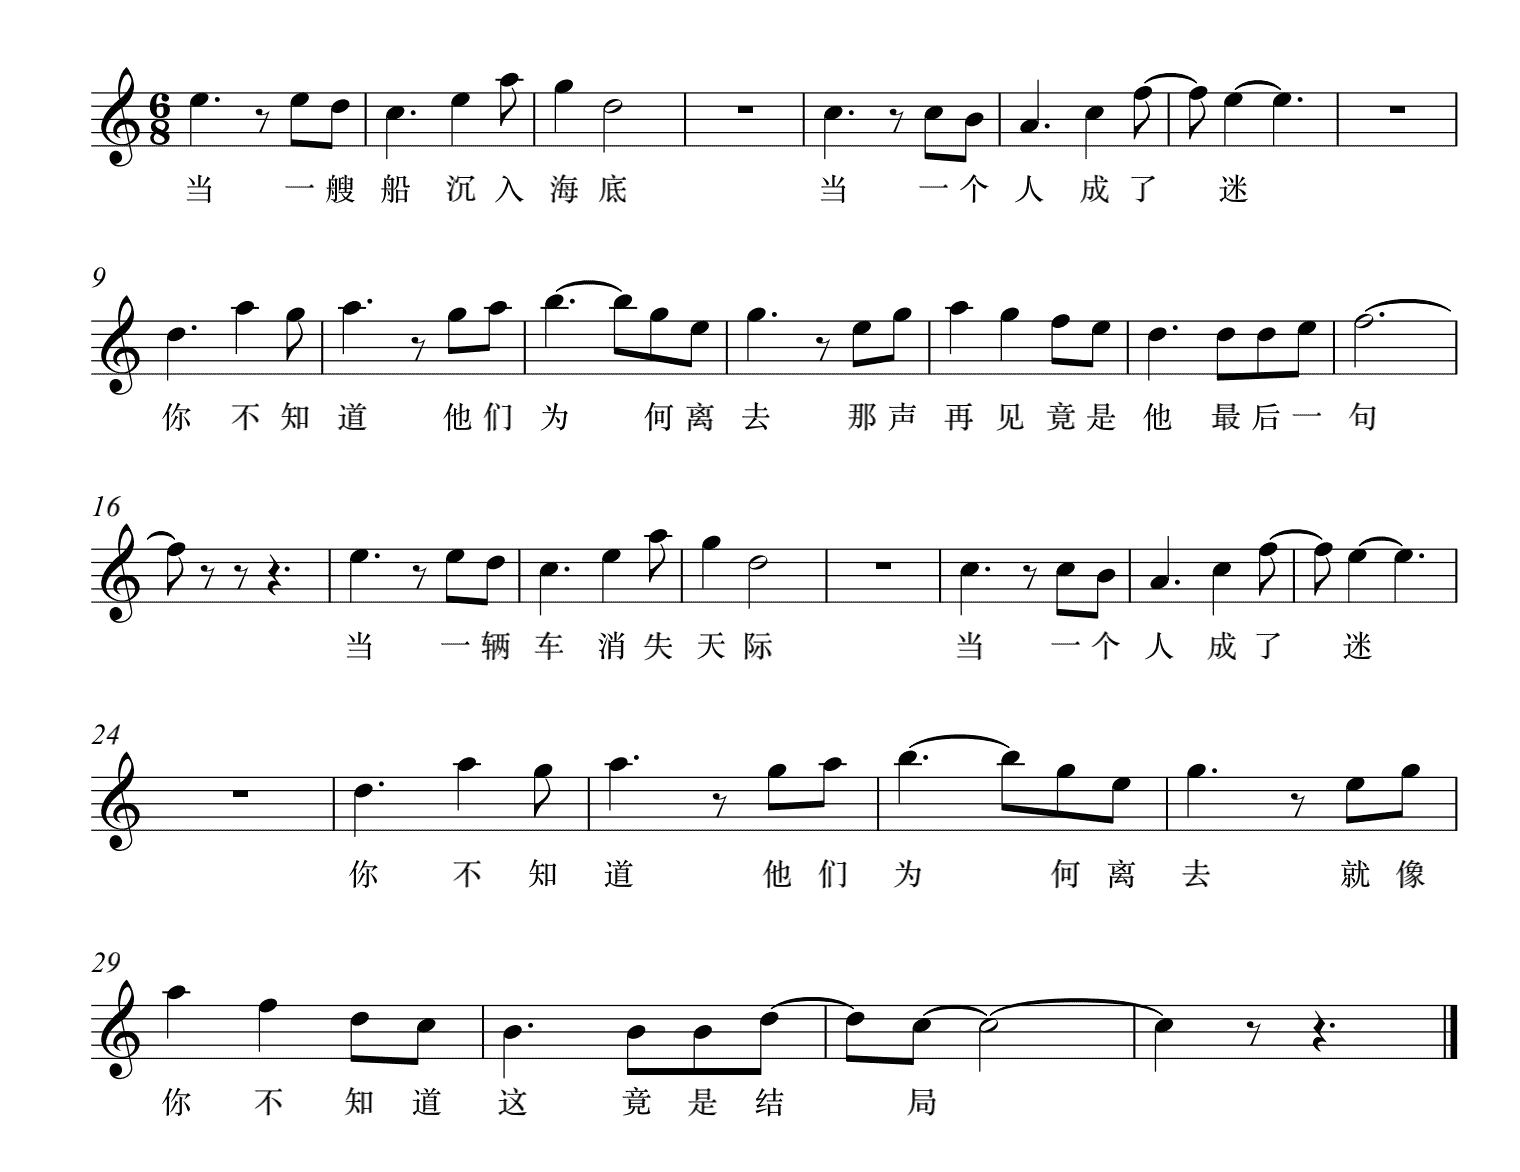 6
8
当 一 艘 船 沉 入 海 底 当 一 个 人 成 了 迷
9
你 不 知 道 他 们 为 何 离 去 那 声 再 见 竟 是 他 最 后 一 句
16
当 一 辆 车 消 失 天 际 当 一 个 人 成 了 迷
24
你 不 知 道 他 们 为 何 离 去 就 像
29
你 不 知 道 这 竟 是 结 局